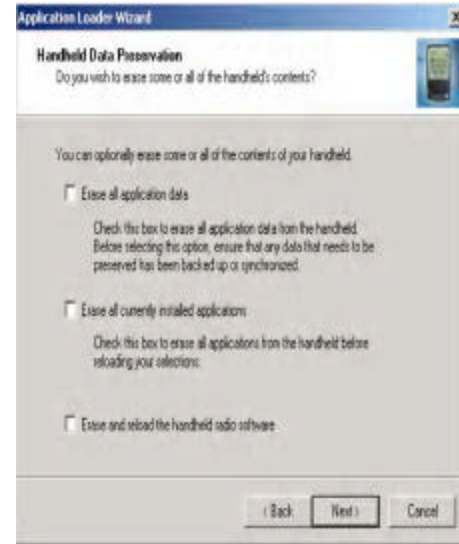 Application Loader Wizard
Handheld Data Preservation
Do you wish to erase some or all of the handheld's contents?
You can optionally erase some or all of the contents of your handheld.
Erase all application data
Check this box to erase all application data from the handheld.
Before selecting this option, ensure that any data that needs to be
preserved has been backed up or synchronized.
Erase all currently installed applications
Check this box to erase all applications from the handheld before
reloading your selections.
Erase and reload the handheld radio software
< Back
Next >
Cancel